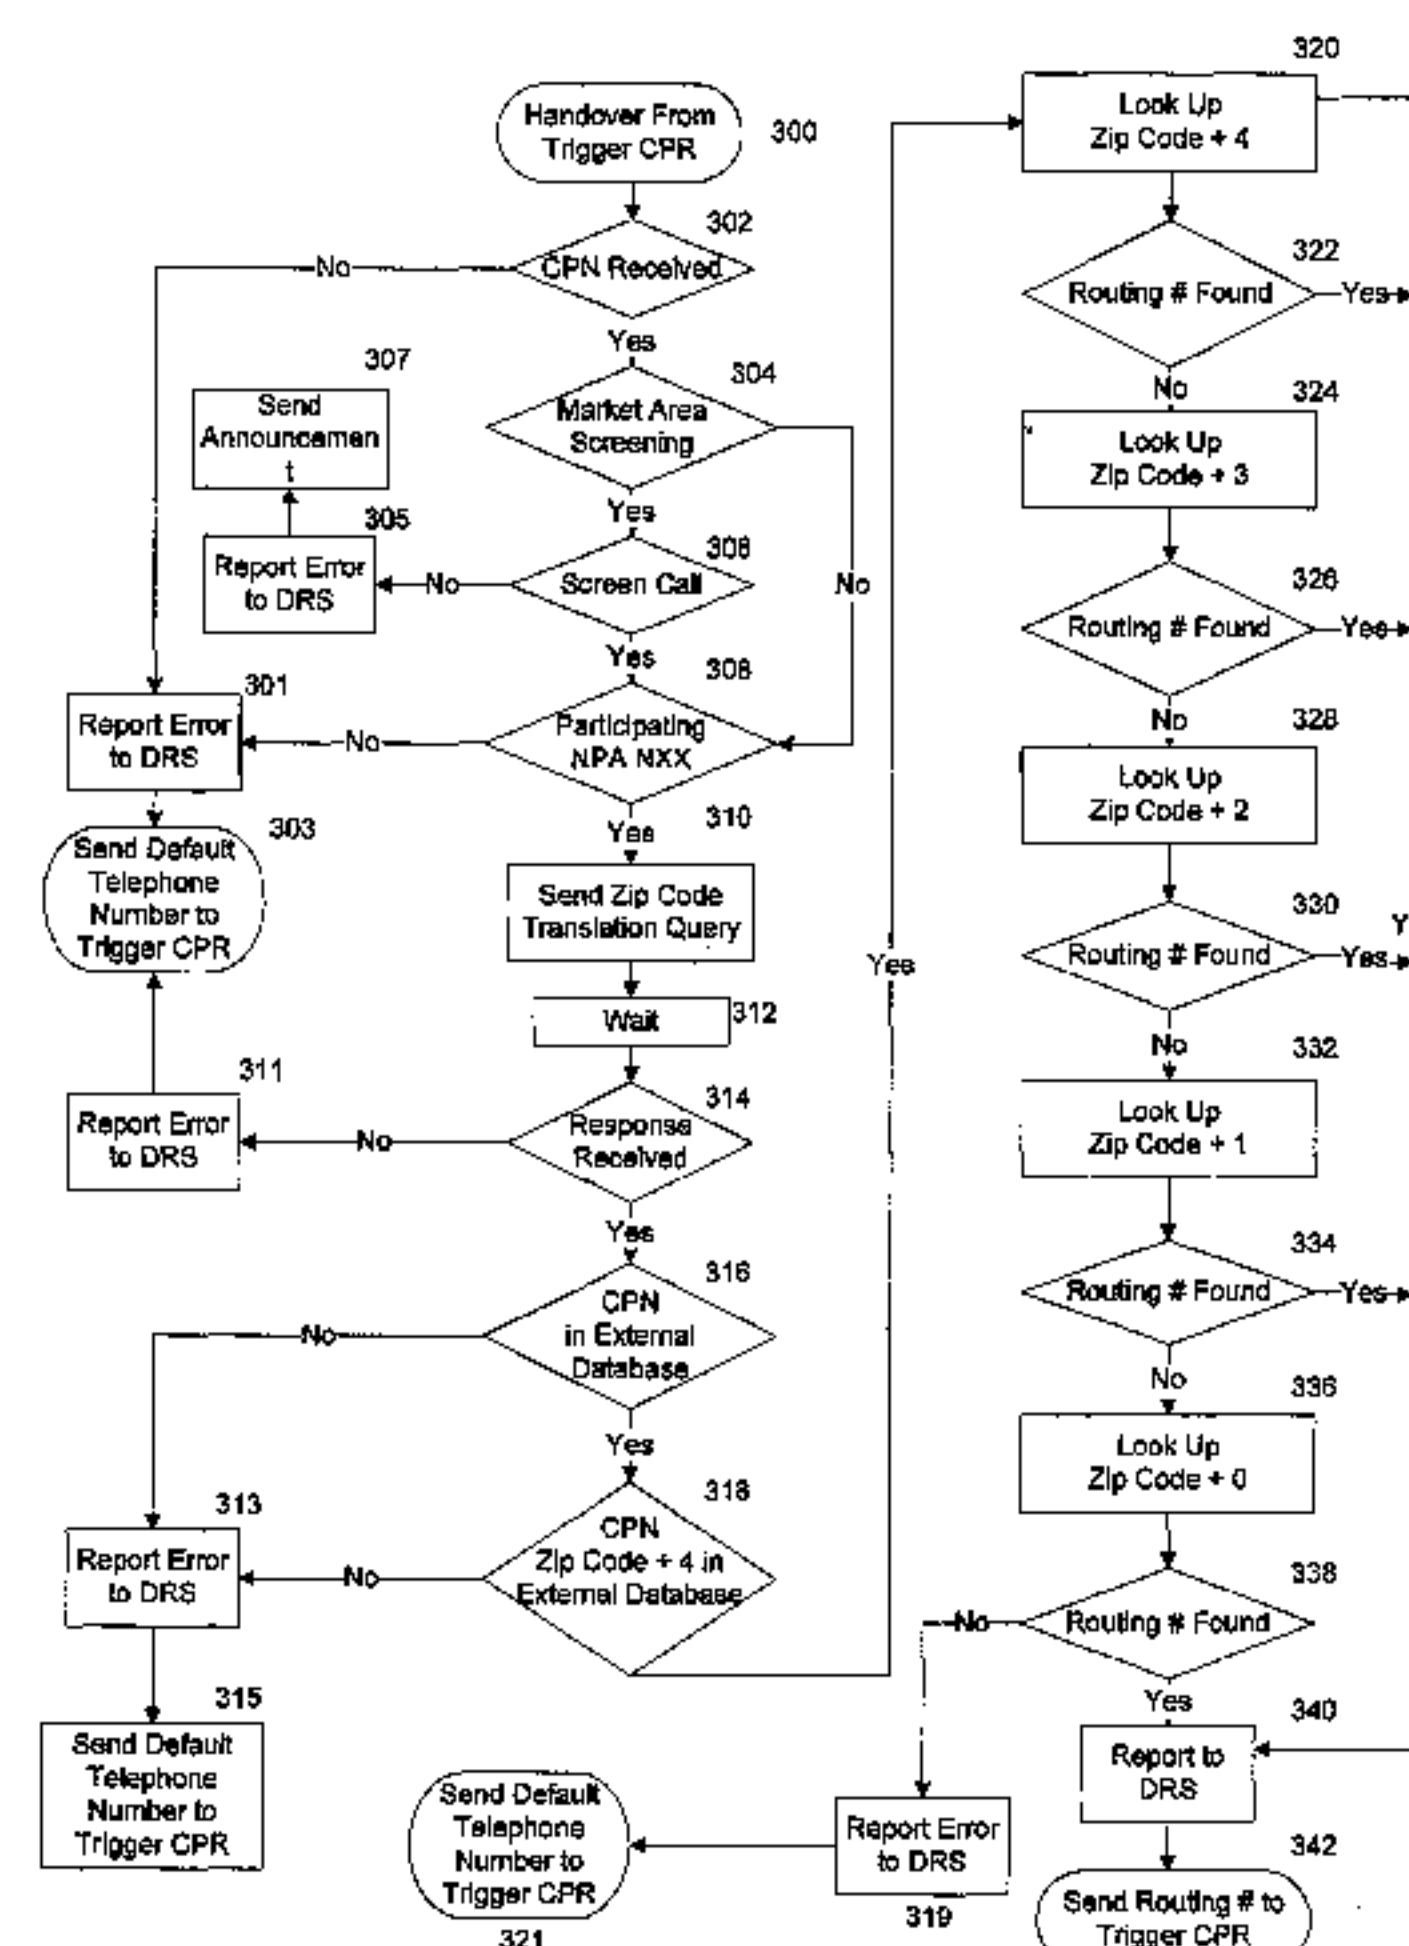 Handover From
Trigger CPR
300
302
CPN Received
No
Yes
304
Market Area
Screening
307
Send
Announcemen
t
Yes
305
Report Error
to DRS
No
306
Screen Call
No
Yes
308
301
Report Error
to DRS
No
Participating
NPA NXX
310
Yes
303
Send Default
Telephone
Number to
Trigger CPR
Send Zip Code
Translation Query
Wait
312
311
Report Error
to DRS
No
314
Response
Received
Yes
316
CPN
in External
Database
No
Yes
318
CPN
Zip Code + 4 in
External Database
313
Report Error
to DRS
No
Yes
315
Send Default
Telephone
Number to
Trigger CPR
320
Look Up
Zip Code + 4
322
Routing # Found
Yes
No
324
Look Up
Zip Code + 3
326
Routing # Found
Yes
No
328
Look Up
Zip Code + 2
330
Routing # Found
Yes
Y
No
332
Look Up
Zip Code + 1
334
Routing # Found
Yes
No
336
Look Up
Zip Code + 0
338
Routing # Found
No
Yes
340
Report to
DRS
342
Send Routing # to
Trigger CPR
Report Error
to DRS
319
Send Default
Telephone
Number to
Trigger CPR
321